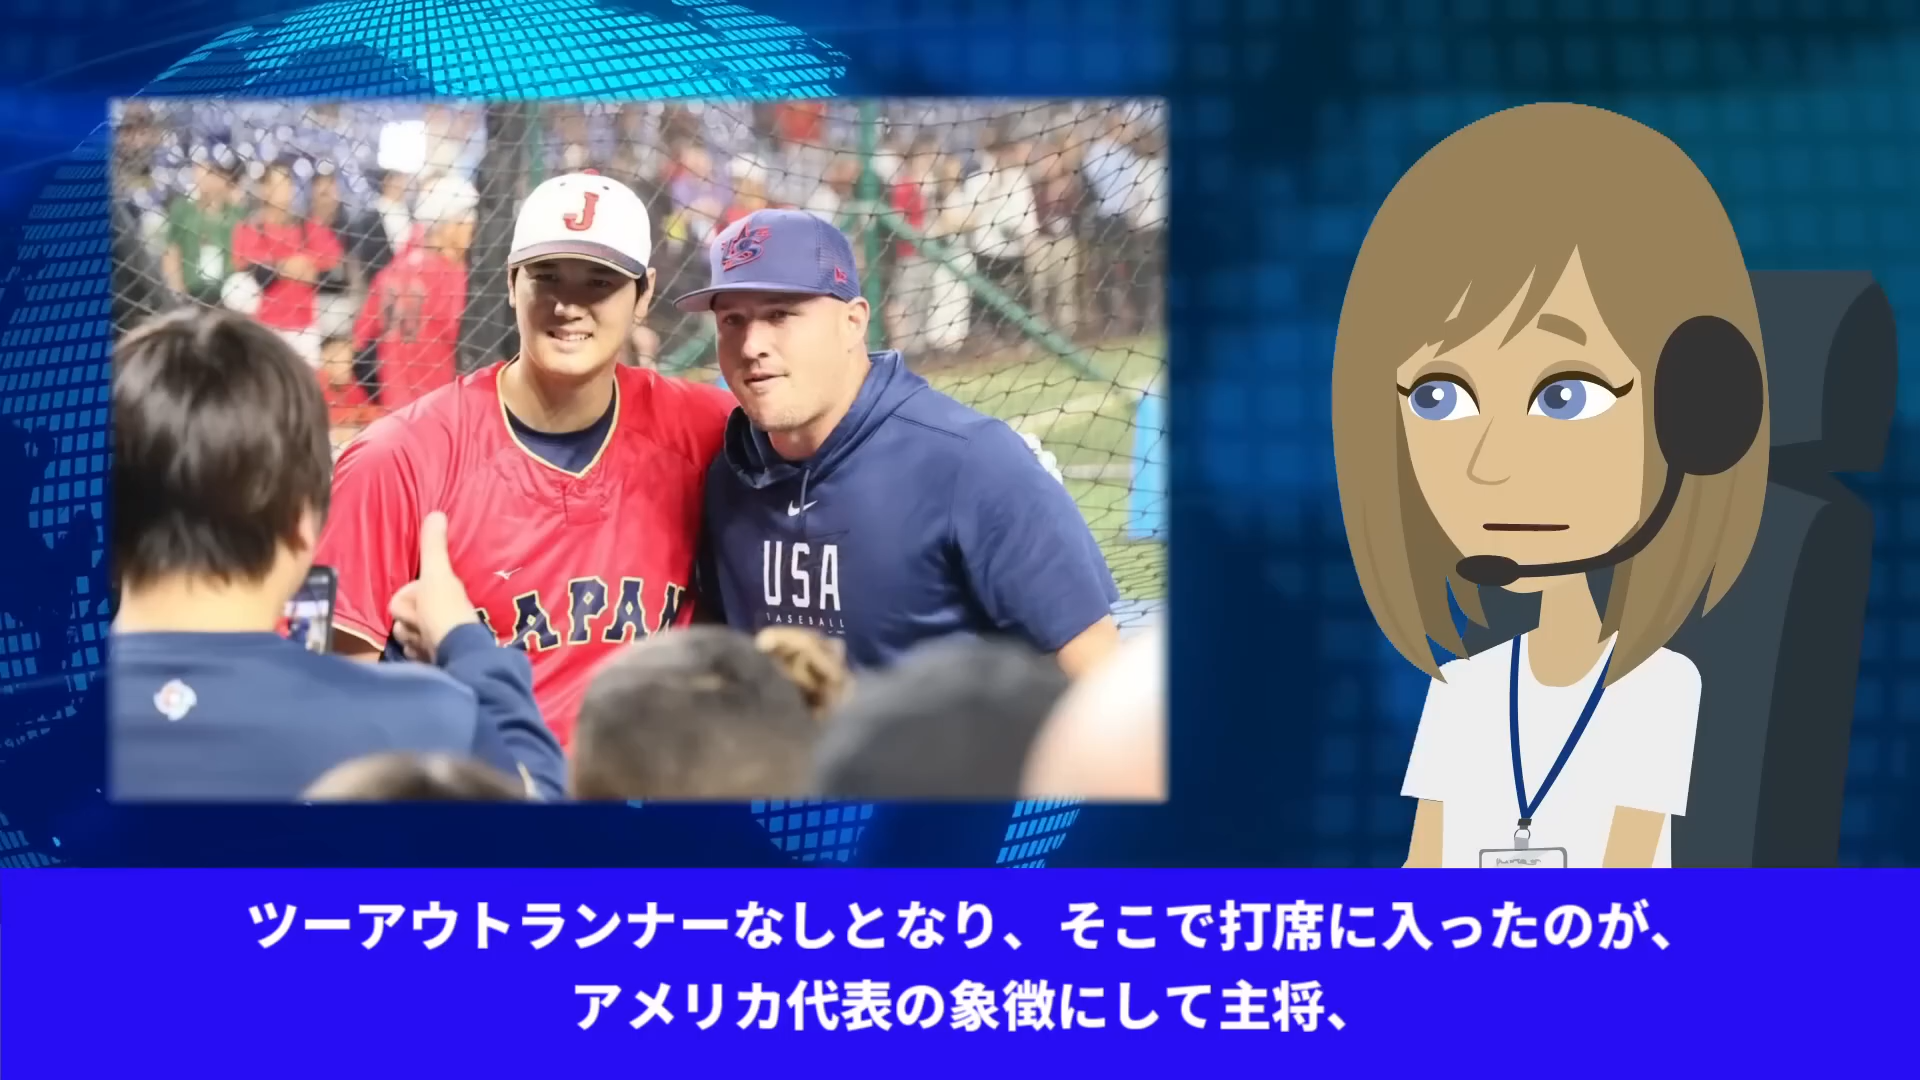 J
US
JAPAN
USA
BASEBALL
ツーアウトランナーなしとなり、そこで打席に入ったのが、
アメリカ代表の象徴にして主将、